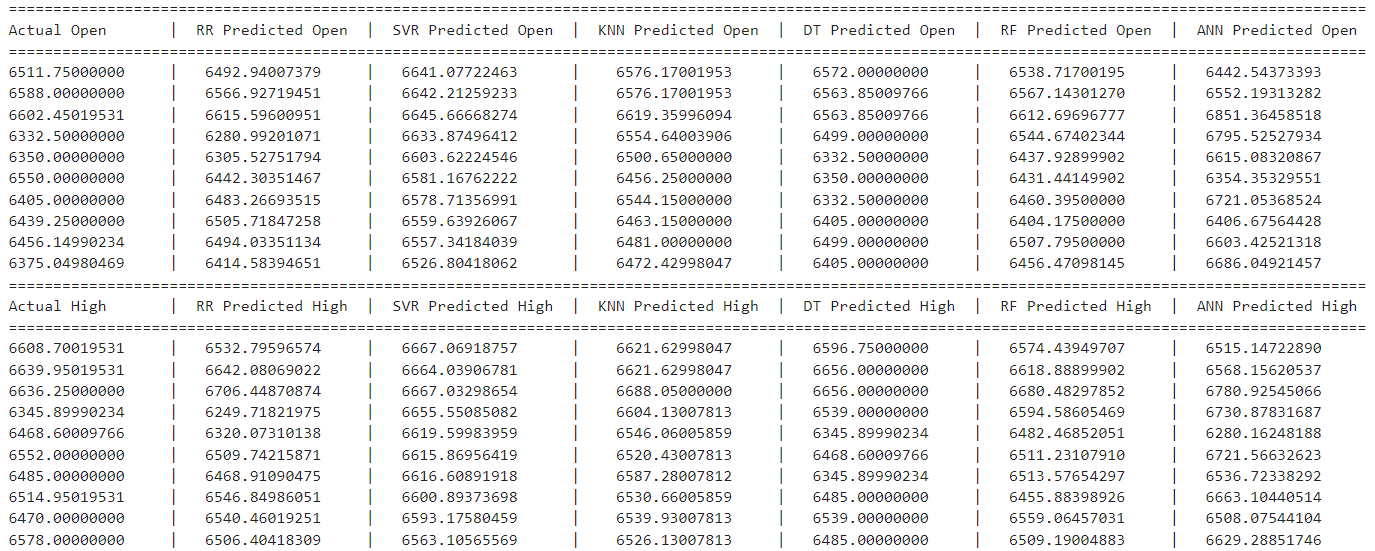 Actual Open | RR Predicted Open | SVR Predicted Open | KNN Predicted Open | DT Predicted Open | RF Predicted Open | ANN Predicted Open
6511.75000000 | 6492.94007379 | 6641.07722463 | 6576.17001953 | 6572.00000000 | 6538.71700195 | 6442.54373393
6588.00000000 | 6566.92719451 | 6642.21259233 | 6576.17001953 | 6563.85009766 | 6567.14301270 | 6552.19313282
6602.45019531 | 6615.59600951 | 6645.66668274 | 6619.35996094 | 6563.85009766 | 6612.69696777 | 6851.36458518
6332.50000000 | 6280.99201071 | 6633.87496412 | 6554.64003906 | 6499.00000000 | 6544.67402344 | 6795.52527934
6350.00000000 | 6305.52751794 | 6603.62224546 | 6500.65000000 | 6332.50000000 | 6437.92899902 | 6615.08320867
6550.00000000 | 6442.30351467 | 6581.16762222 | 6456.25000000 | 6350.00000000 | 6431.44149902 | 6354.35329551
6405.00000000 | 6483.26693515 | 6578.71356991 | 6544.15000000 | 6332.50000000 | 6460.39500000 | 6721.05368524
6439.25000000 | 6505.71847258 | 6559.63926067 | 6463.15000000 | 6405.00000000 | 6404.17500000 | 6406.67564428
6456.14990234 | 6494.03351134 | 6557.34184039 | 6481.00000000 | 6499.00000000 | 6507.79500000 | 6603.42521318
6375.04980469 | 6414.58394651 | 6526.80418062 | 6472.42998047 | 6405.00000000 | 6456.47098145 | 6686.04921457
Actual High | RR Predicted High | SVR Predicted High | KNN Predicted High | DT Predicted High | RF Predicted High | ANN Predicted High
6608.70019531 | 6532.79596574 | 6667.06918757 | 6621.62998047 | 6596.75000000 | 6574.43949707 | 6515.14722890
6639.95019531 | 6642.08069022 | 6664.03906781 | 6621.62998047 | 6656.00000000 | 6618.88899902 | 6568.15620537
6636.25000000 | 6706.44870874 | 6667.03298654 | 6688.05000000 | 6656.00000000 | 6680.48297852 | 6780.92545066
6345.89990234 | 6249.71821975 | 6655.55085082 | 6604.13007813 | 6539.00000000 | 6594.58605469 | 6730.87831687
6468.60009766 | 6320.07310138 | 6619.59983959 | 6546.06005859 | 6345.89990234 | 6482.46852051 | 6280.16248188
6552.00000000 | 6509.74215871 | 6615.86956419 | 6520.43007813 | 6468.60009766 | 6511.23107910 | 6721.56632623
6485.00000000 | 6468.91090475 | 6616.60891918 | 6587.28007812 | 6345.89990234 | 6513.57654297 | 6536.72338292
6514.95019531 | 6546.84986051 | 6600.89373698 | 6530.66005859 | 6485.00000000 | 6455.88398926 | 6663.10440514
6470.00000000 | 6540.46019251 | 6593.17580459 | 6539.93007813 | 6539.00000000 | 6559.06457031 | 6508.07544104
6578.00000000 | 6506.40418309 | 6563.10565569 | 6526.13007813 | 6485.00000000 | 6509.19004883 | 6629.28851746